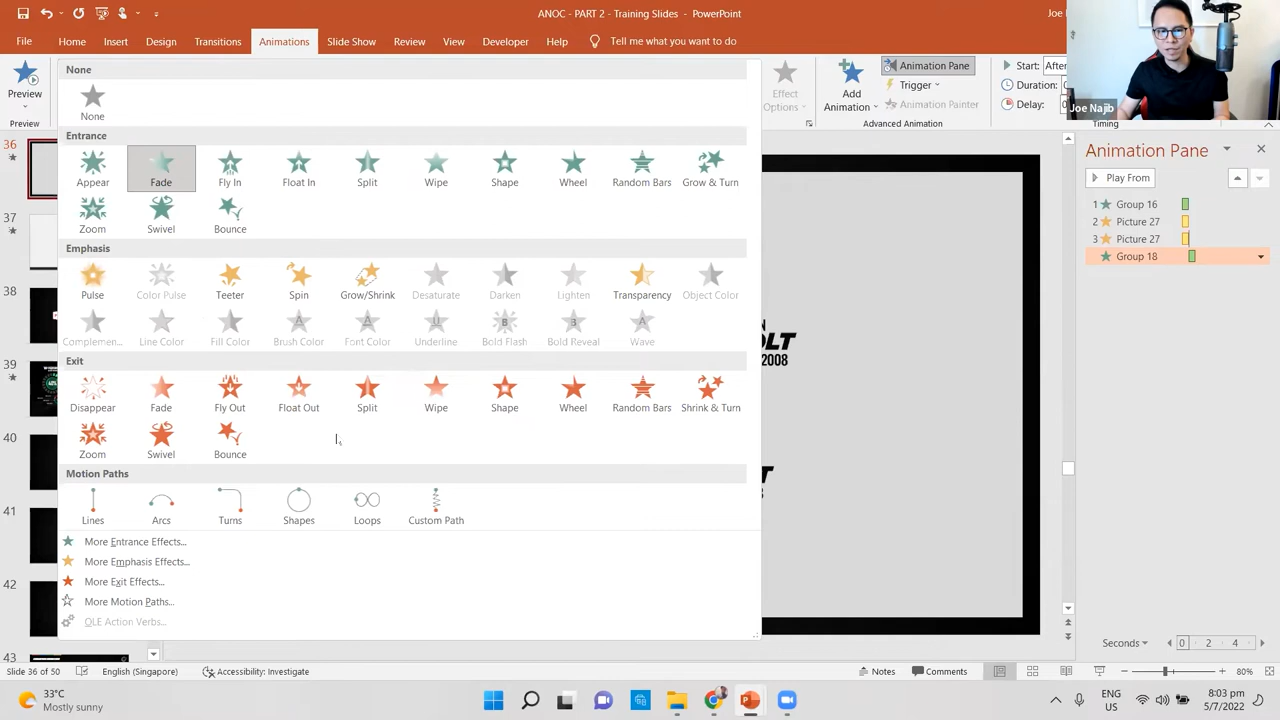 ANOC - PART 2 - Training Slides - PowerPoint
Joe
File Home Insert Design Transitions Animations Slide Show Review View Developer Help Tell me what you want to do
Preview
Preview
Effect Options
Add Animation
Animation Pane
Trigger
Animation Painter
Advanced Animation
Start: After
Duration:
Delay:
Timing
Joe Najib
None
None
Entrance
Appear Fade Fly In Float In Split Wipe Shape Wheel Random Bars Grow & Turn
Zoom Swivel Bounce
Emphasis
Pulse Color Pulse Teeter Spin Grow/Shrink Desaturate Darken Lighten Transparency Object Color
Complemen... Line Color Fill Color Brush Color Font Color Underline Bold Flash Bold Reveal Wave
Exit
Disappear Fade Fly Out Float Out Split Wipe Shape Wheel Random Bars Shrink & Turn
Zoom Swivel Bounce
Motion Paths
Lines Arcs Turns Shapes Loops Custom Path
More Entrance Effects...
More Emphasis Effects...
More Exit Effects...
More Motion Paths...
OLE Action Verbs...
36
37
38
39
40
41
42
43
2008
Animation Pane
Play From
1 Group 16
2 Picture 27
3 Picture 27
Group 18
Seconds 0 2 4
Slide 36 of 50 English (Singapore) Accessibility: Investigate Notes Comments 80%
33°C
Mostly sunny
ENG
US
8:03 pm
5/7/2022